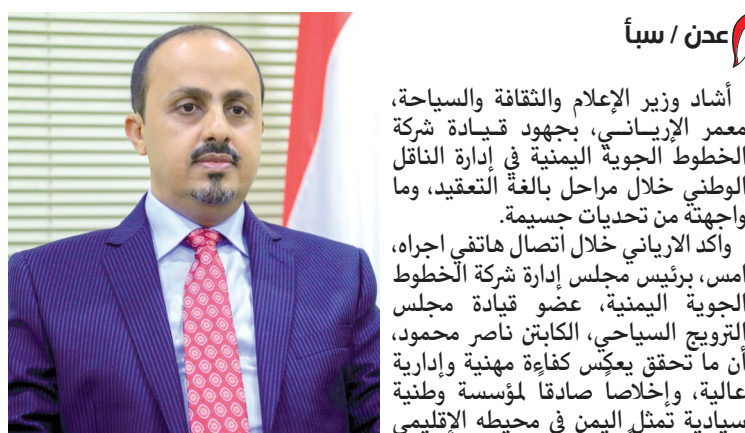 عدن / سبأ
أشاد وزير الإعلام والثقافة والسياحة،
معمر الإريــانــي، بجهود قــيــادة شركة
الخطوط الجوية اليمنية في إدارة الناقل
الوطني خلال مراحل بالغة التعقيد، وما
واجهته من تحديات جسيمة.
واكد الارياني خلال اتصال هاتفي اجراه،
امس، برئيس مجلس إدارة شركة الخطوط
الجوية اليمنية، عضو قيادة مجلس
الترويج السياحي، الكابتن ناصر محمود،
أن ما تحقق يعكس كفاءة مهنية وإدارية
عالية، وإخلاصاً صادقاً لمؤسسة وطنية
سيادية تمثل اليمن في محيطه الإقليمي